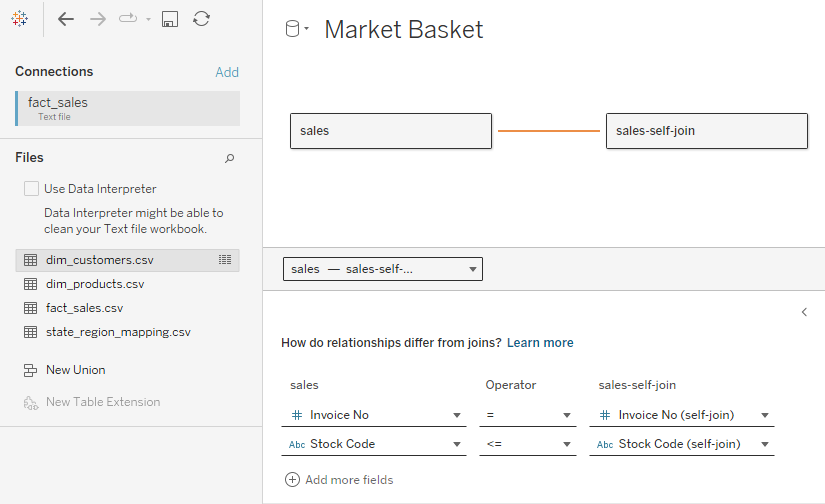 Market Basket
Connections Add
fact_sales
Text file
sales sales-self-join
Files
Use Data Interpreter
Data Interpreter might be able to
clean your Text file workbook.
dim_customers.csv
dim_products.csv
fact_sales.csv
state_region_mapping.csv
New Union
New Table Extension
sales — sales-self-...
How do relationships differ from joins? Learn more
sales Operator sales-self-join
# Invoice No = # Invoice No (self-join)
Abc Stock Code <= Abc Stock Code (self-join)
Add more fields